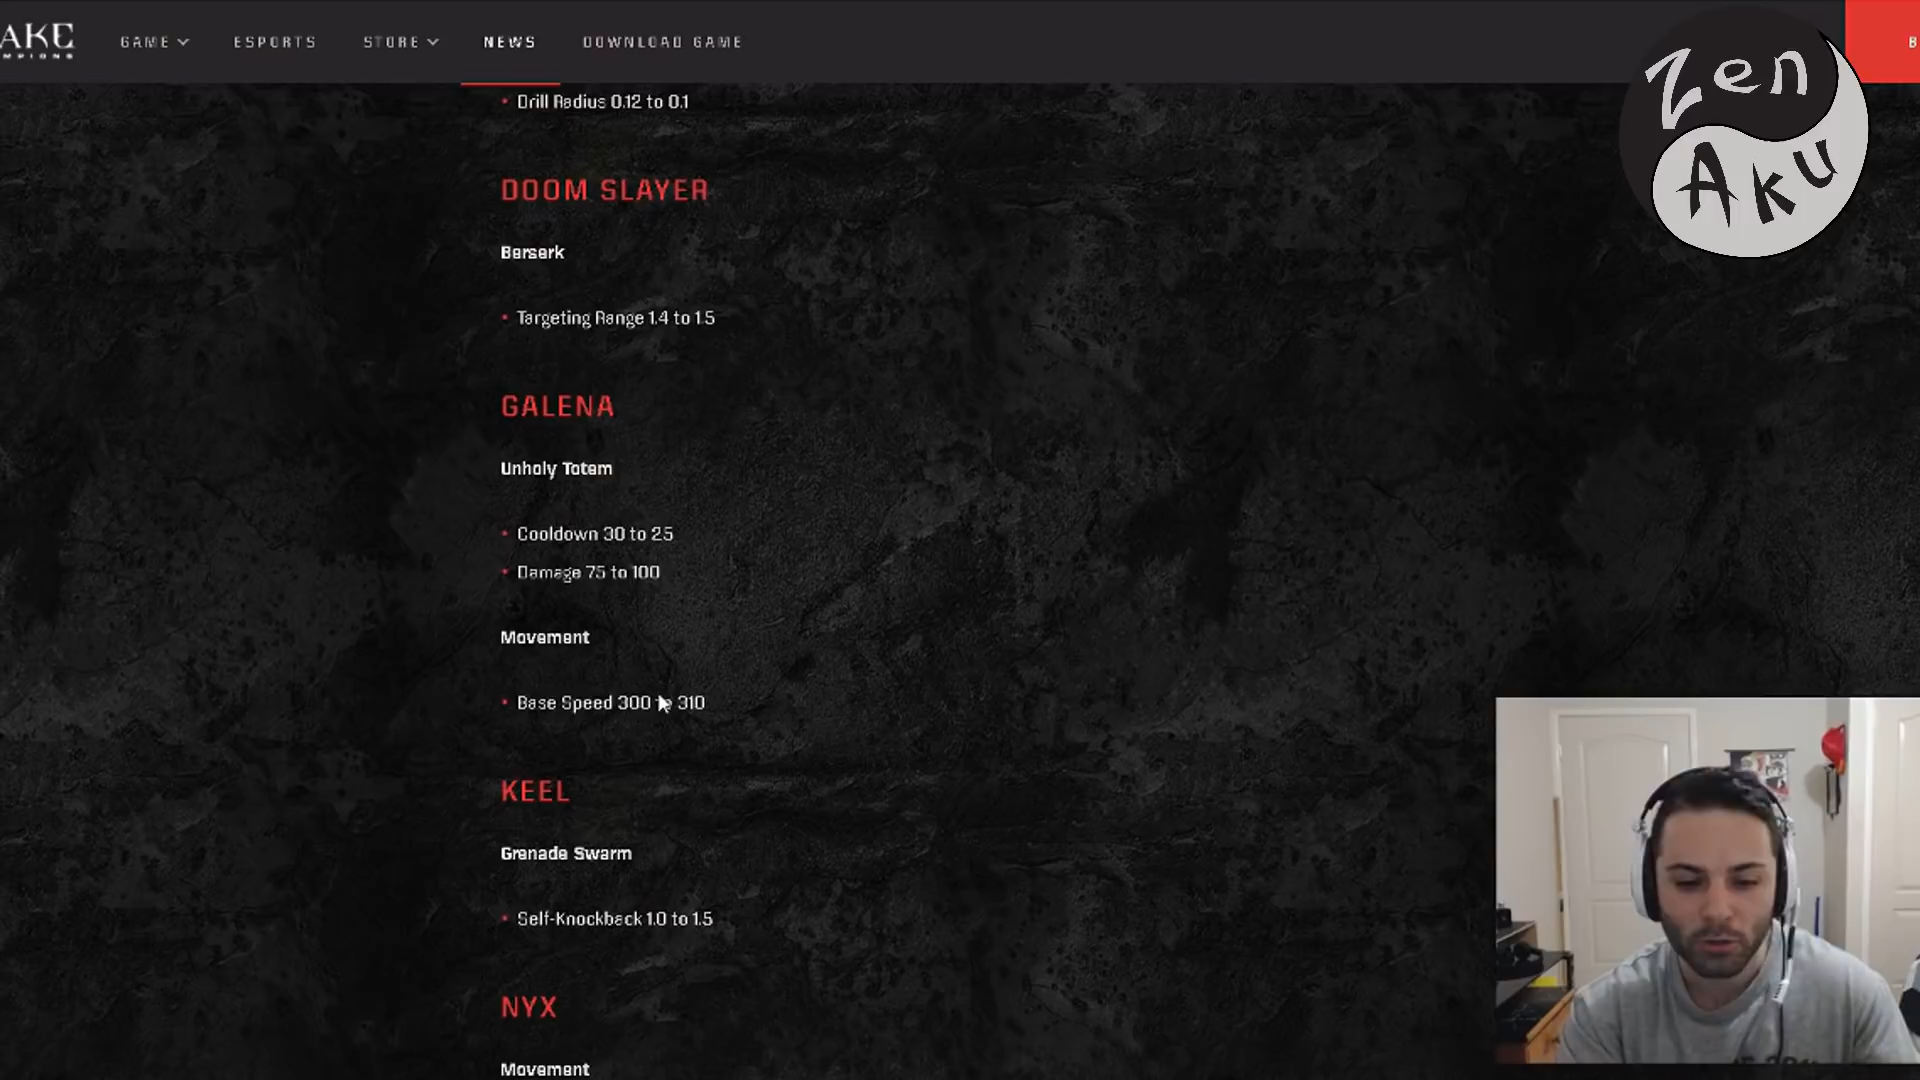 AKE
MPIONS
GAME
ESPORTS
STORE
NEWS
DOWNLOAD GAME
B
Zen
Aku
• Drill Radius 0.12 to 0.1
DOOM SLAYER
Berserk
• Targeting Range 1.4 to 1.5
GALENA
Unholy Totem
• Cooldown 30 to 25
• Damage 75 to 100
Movement
• Base Speed 300 to 310
KEEL
Grenade Swarm
• Self-Knockback 1.0 to 1.5
NYX
Movement